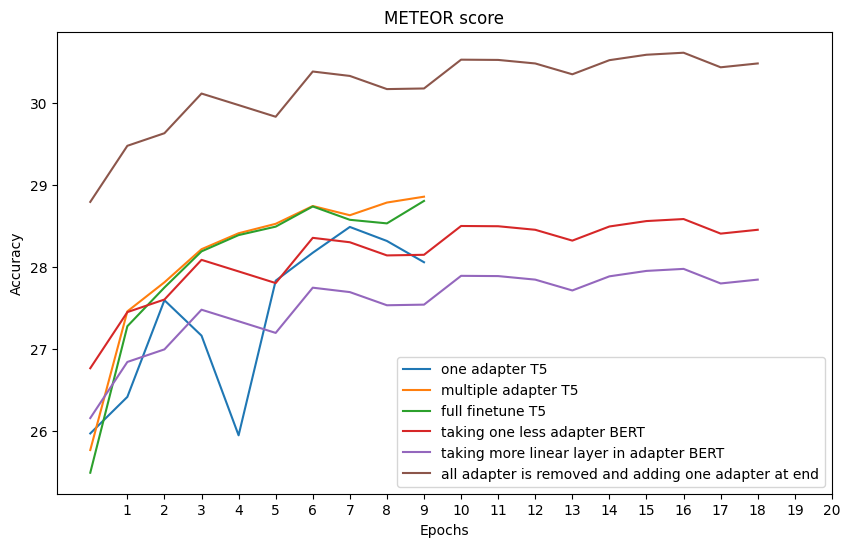 METEOR score
Accuracy
30
29
28
27
26
one adapter T5
multiple adapter T5
full finetune T5
taking one less adapter BERT
taking more linear layer in adapter BERT
all adapter is removed and adding one adapter at end
1 2 3 4 5 6 7 8 9 10 11 12 13 14 15 16 17 18 19 20
Epochs